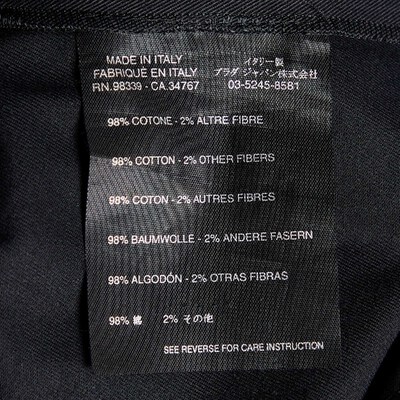 MADE IN ITALY
FABRIQUÉ EN ITALY
RN.98339 - CA.34767
イタリー製
プラダ ジャパン株式会社
03-5245-8581
98% COTONE - 2% ALTRE FIBRE
98% COTTON - 2% OTHER FIBERS
98% COTON - 2% AUTRES FIBRES
98% BAUMWOLLE - 2% ANDERE FASERN
98% ALGODÓN - 2% OTRAS FIBRAS
98% 綿 2% その他
SEE REVERSE FOR CARE INSTRUCTION